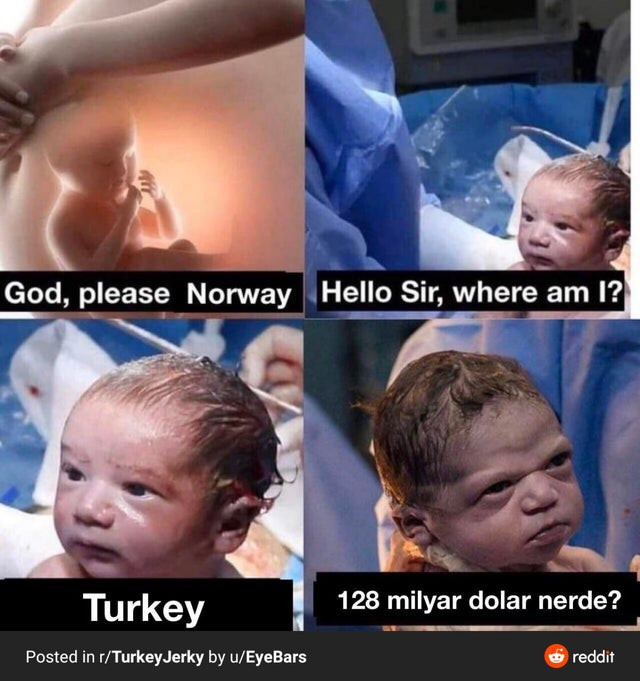 God, please Norway
Hello Sir, where am I?
Turkey
128 milyar dolar nerde?
Posted in r/TurkeyJerky by u/EyeBars
reddit